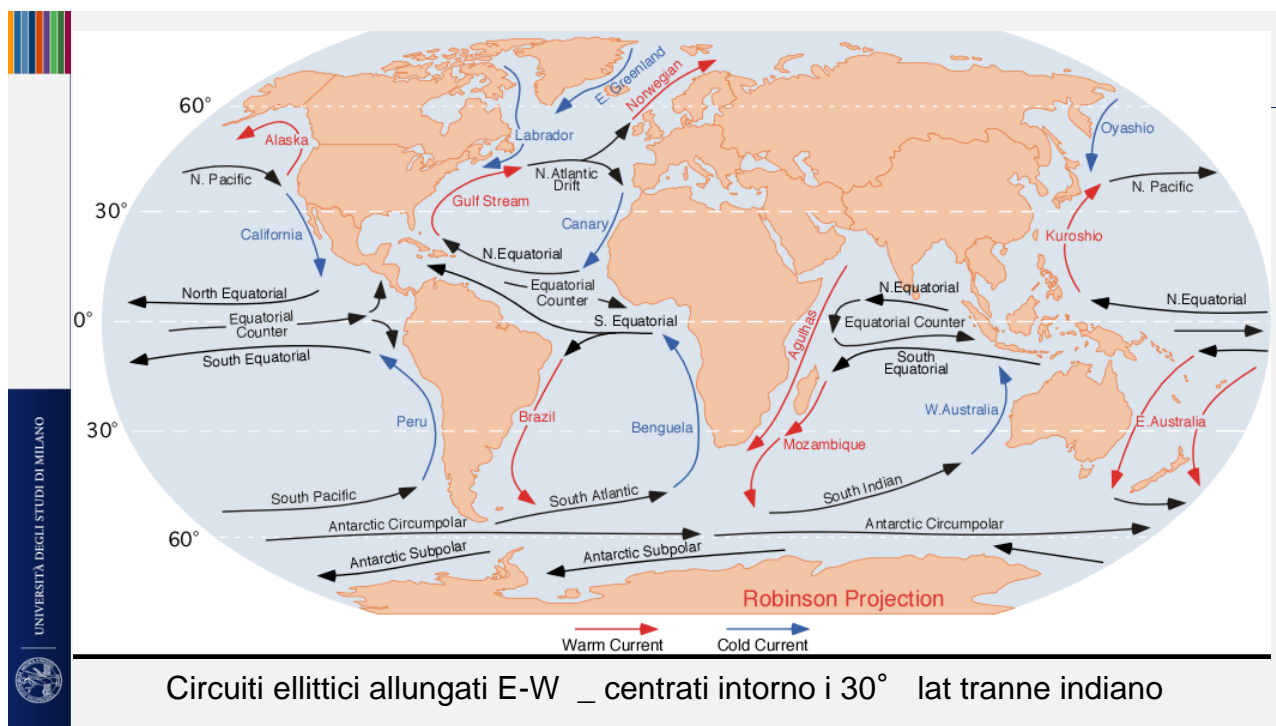 60°
30°
0°
30°
60°
E. Greenland
Norwegian
Labrador
Alaska
Oyashio
N. Pacific
N.Atlantic
Drift
N. Pacific
Gulf Stream
California
Canary
Kuroshio
N.Equatorial
North Equatorial
Equatorial
Counter
N.Equatorial
N.Equatorial
Equatorial
Counter
S. Equatorial
Agulhas
Equatorial Counter
South Equatorial
South
Equatorial
Peru
Brazil
Benguela
W.Australia
E.Australia
Mozambique
South Pacific
South Atlantic
South Indian
Antarctic Circumpolar
Antarctic Circumpolar
Antarctic Subpolar
Antarctic Subpolar
Robinson Projection
Warm Current
Cold Current
UNIVERSITÀ DEGLI STUDI DI MILANO
Circuiti ellittici allungati E-W _ centrati intorno i 30° lat tranne indiano